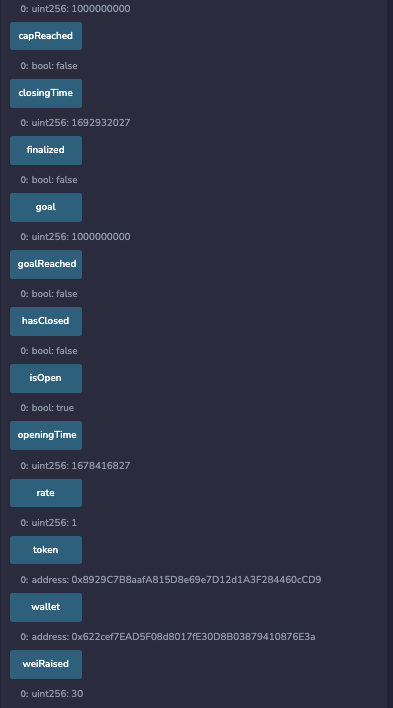 0: uint256: 1000000000
capReached
0: bool: false
closingTime
0: uint256: 1692932027
finalized
0: bool: false
goal
0: uint256: 1000000000
goalReached
0: bool: false
hasClosed
0: bool: false
isOpen
0: bool: true
openingTime
0: uint256: 1678416827
rate
0: uint256: 1
token
0: address: 0x8929C7B8aafA815D8e69e7D12d1A3F284460cCD9
wallet
0: address: 0x622cef7EAD5F08d8017fE30D8B03879410876E3a
weiRaised
0: uint256: 30